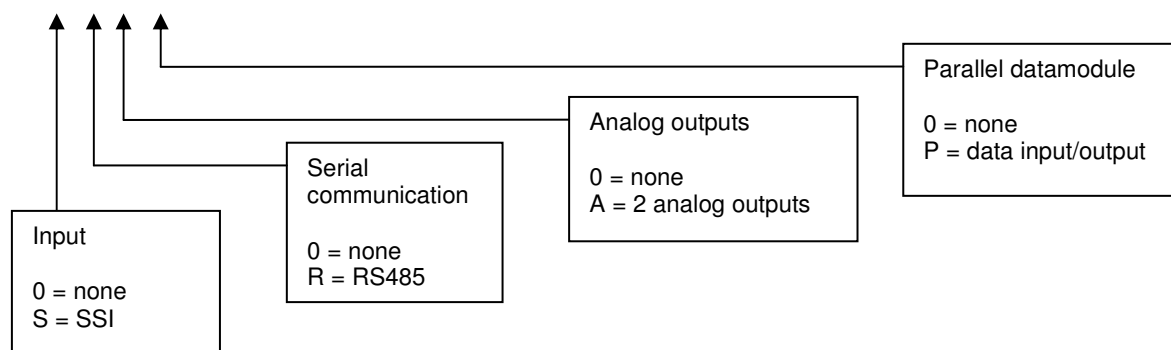 Parallel datamodule
0 = none
P = data input/output
Analog outputs
0 = none
A = 2 analog outputs
Serial
communication
0 = none
R = RS485
Input
0 = none
S = SSI